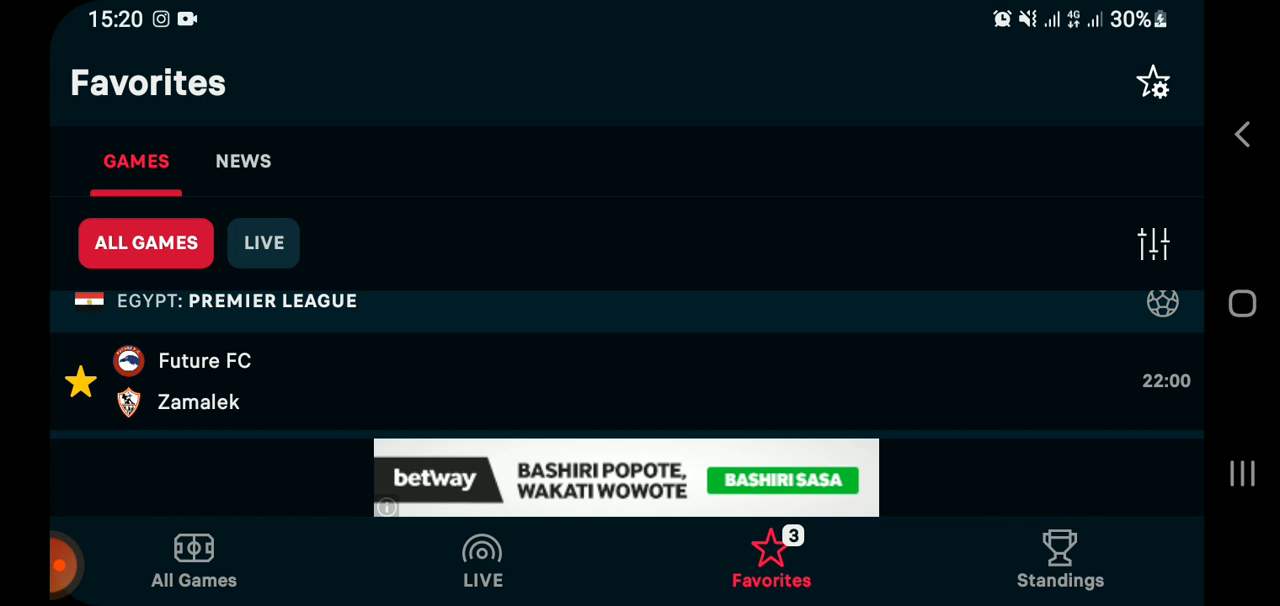 15:20
4G
30%
Favorites
GAMES
NEWS
ALL GAMES
LIVE
EGYPT: PREMIER LEAGUE
Future FC
Zamalek
22:00
betway
BASHIRI POPOTE,
WAKATI WOWOTE
BASHIRI SASA
3
All Games
LIVE
Favorites
Standings